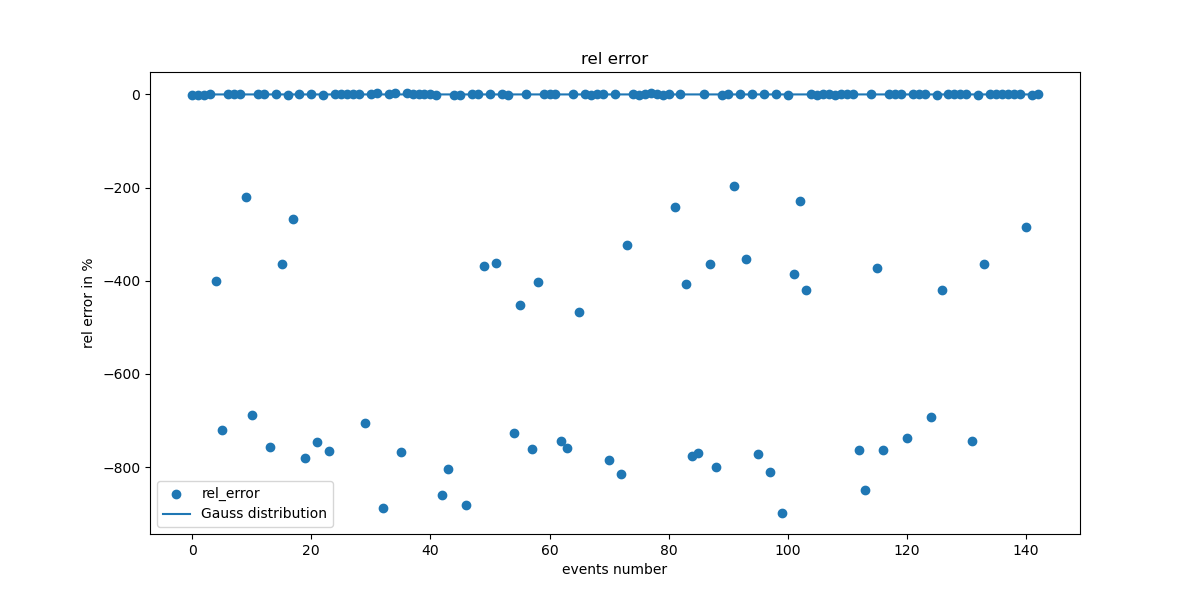 rel error
rel error in %
0
−200
−400
−600
−800
rel_error
Gauss distribution
0 20 40 60 80 100 120 140
events number